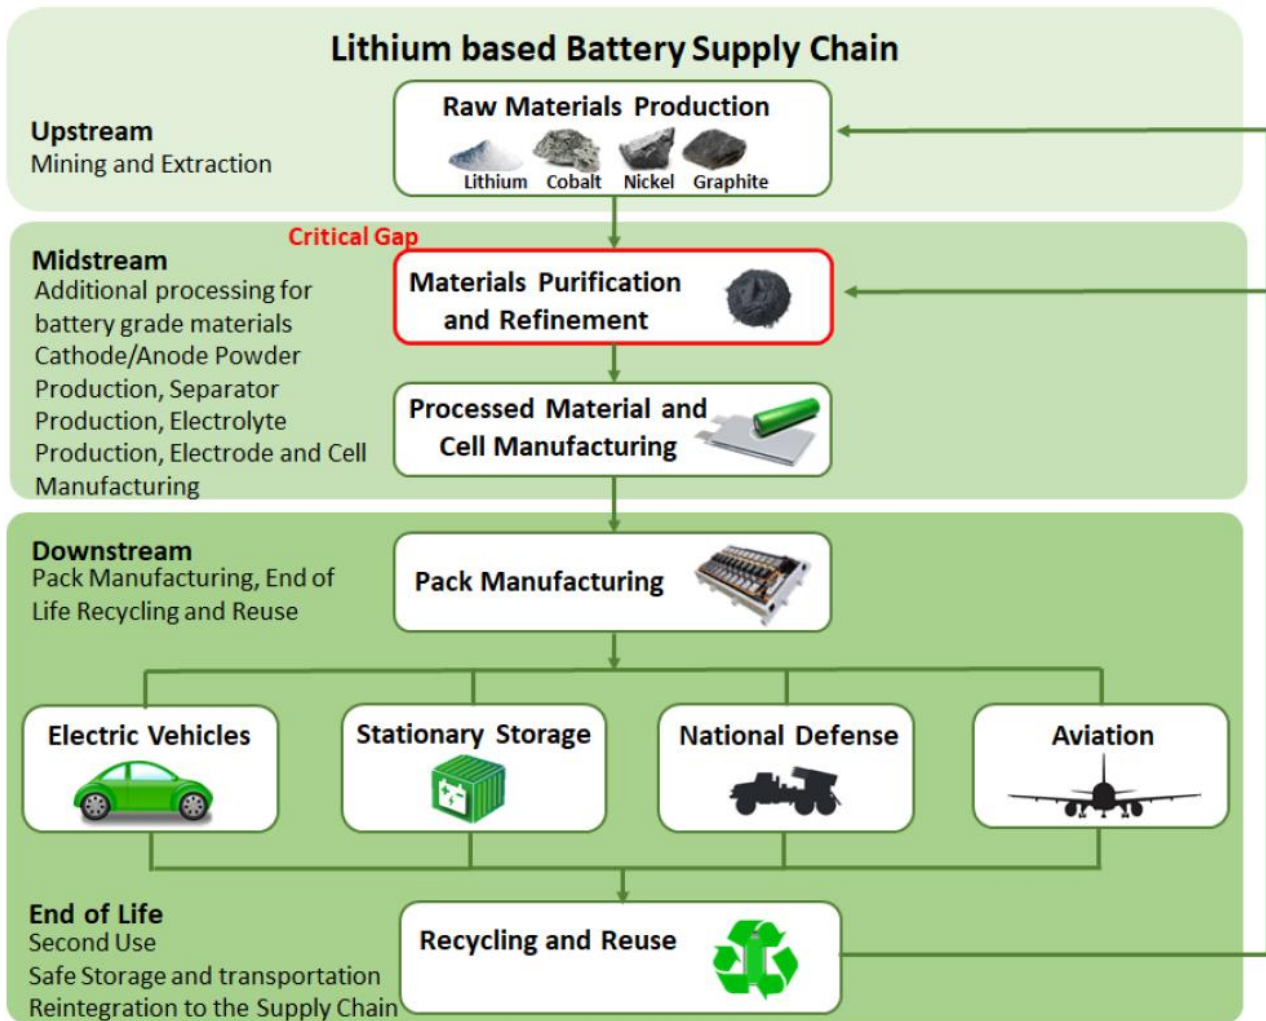 Lithium based Battery Supply Chain
Raw Materials Production
Lithium Cobalt Nickel Graphite
Upstream
Mining and Extraction
Critical Gap
Midstream
Additional processing for
battery grade materials
Cathode/Anode Powder
Production, Separator
Production, Electrolyte
Production, Electrode and Cell
Manufacturing
Materials Purification
and Refinement
Processed Material and
Cell Manufacturing
Downstream
Pack Manufacturing, End of
Life Recycling and Reuse
Pack Manufacturing
Electric Vehicles
Stationary Storage
National Defense
Aviation
End of Life
Second Use
Safe Storage and transportation
Reintegration to the Supply Chain
Recycling and Reuse